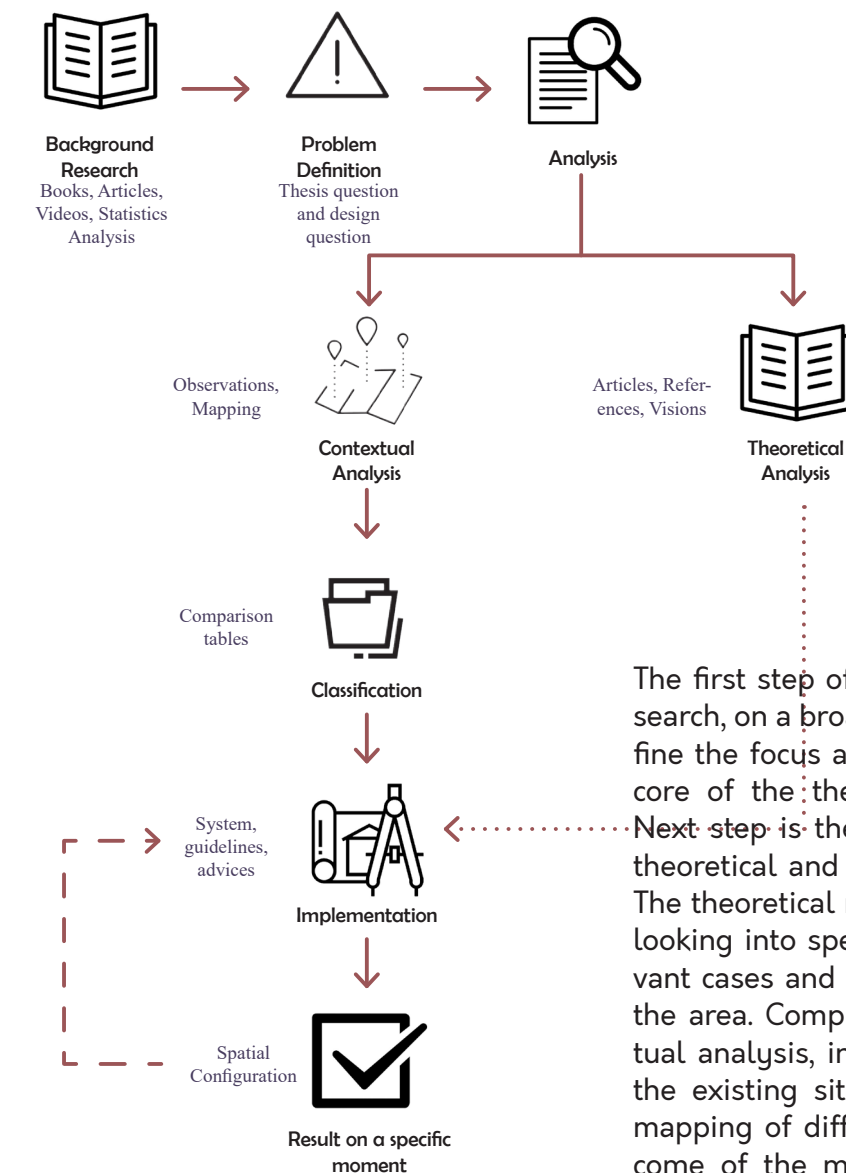 Background
Research
Books, Articles,
Videos, Statistics
Analysis
Problem
Definition
Thesis question
and design
question
Analysis
Observations,
Mapping
Contextual
Analysis
Articles, Refer-
ences, Visions
Theoretical
Analysis
Comparison
tables
Classification
System,
guidelines,
advices
Implementation
Spatial
Configuration
Result on a specific
moment
The first step of
search, on a
fine the focus
core of the
Next step is
theoretical and
The theoretical
looking into
vant cases and
the area.
tual analysis,
the existing
mapping of
come of the